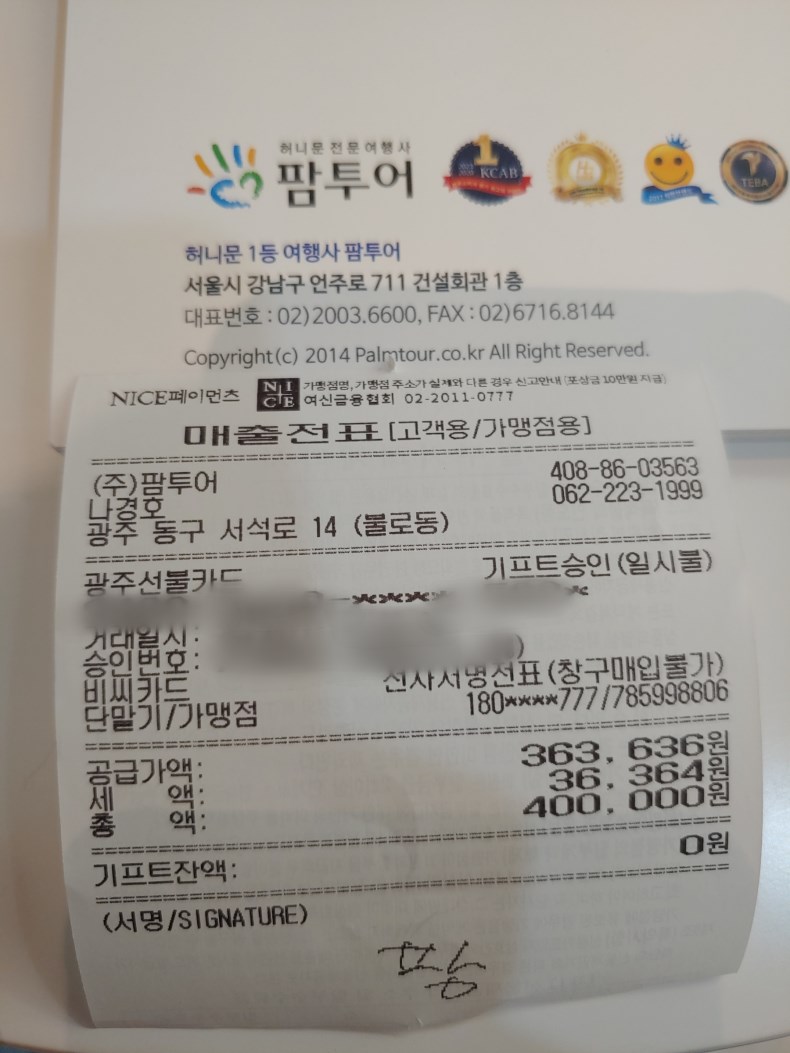 허니문 전문 여행사
팜투어
1
KCAB
TEBA
허니문 1등 여행사 팜투어
서울시 강남구 언주로 711 건설회관 1층
대표번호 : 02)2003.6600, FAX : 02)6716.8144
Copyright(c) 2014 Palmtour.co.kr All Right Reserved.
NICE페이먼츠 NICE 가맹점명, 가맹점 주소가 실제와 다른 경우 신고안내 (포상금 10만원 지급)
여신금융협회 02-2011-0777
매출전표[고객용/가맹점용]
(주)팜투어 408-86-03563
나경호 062-223-1999
광주 동구 서석로 14 (불로동)
광주선불카드 기프트승인(일시불)
거래일시:
승인번호: )
비씨카드 전자서명전표(창구매입불가)
단말기/가맹점 180****777/785998806
공급가액: 363,636원
세 액: 36,364원
총 액: 400,000원
기프트잔액: 0원
(서명/SIGNATURE)